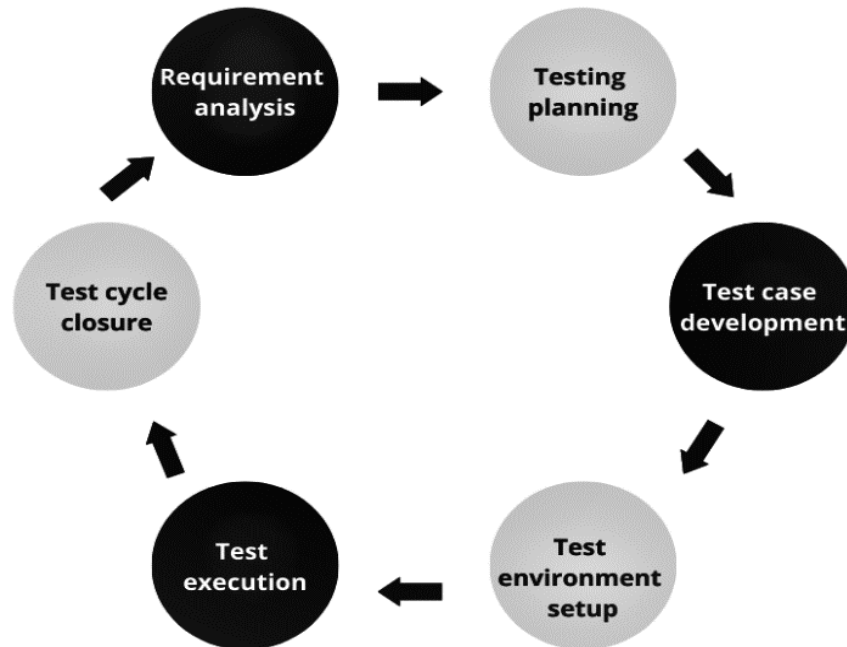 Requirement
analysis
Testing
planning
Test case
development
Test
environment
setup
Test
execution
Test cycle
closure